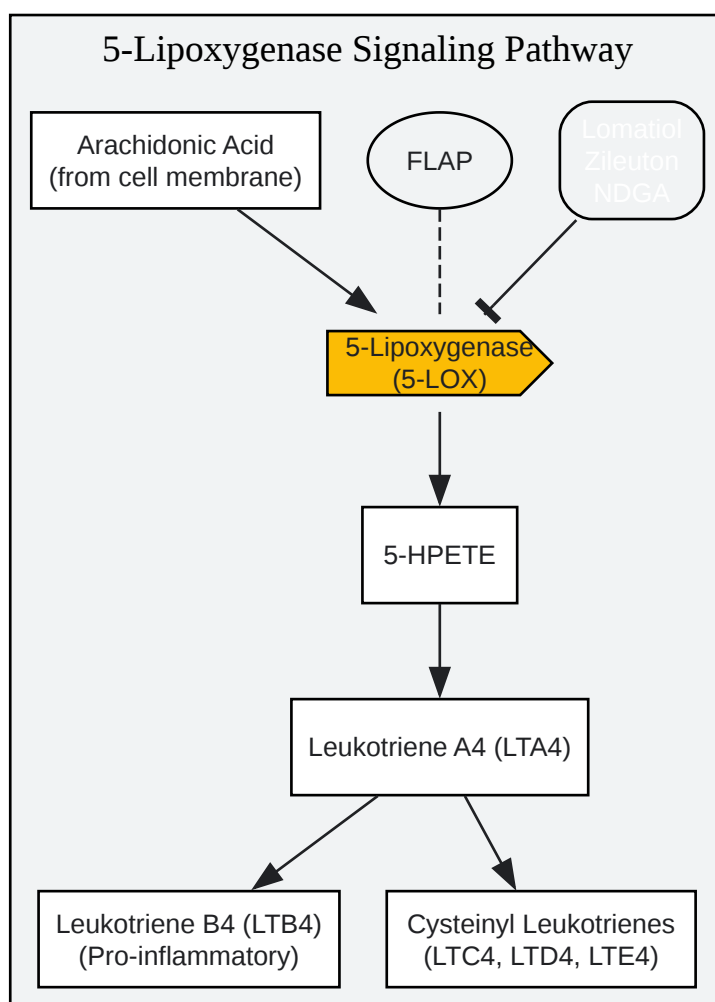 5-Lipoxygenase Signaling Pathway
Arachidonic Acid
(from cell membrane)
FLAP
Lomatiol
Zileuton
NDGA
5-Lipoxygenase
(5-LOX)
5-HPETE
Leukotriene A4 (LTA4)
Leukotriene B4 (LTB4)
(Pro-inflammatory)
Cysteinyl Leukotrienes
(LTC4, LTD4, LTE4)